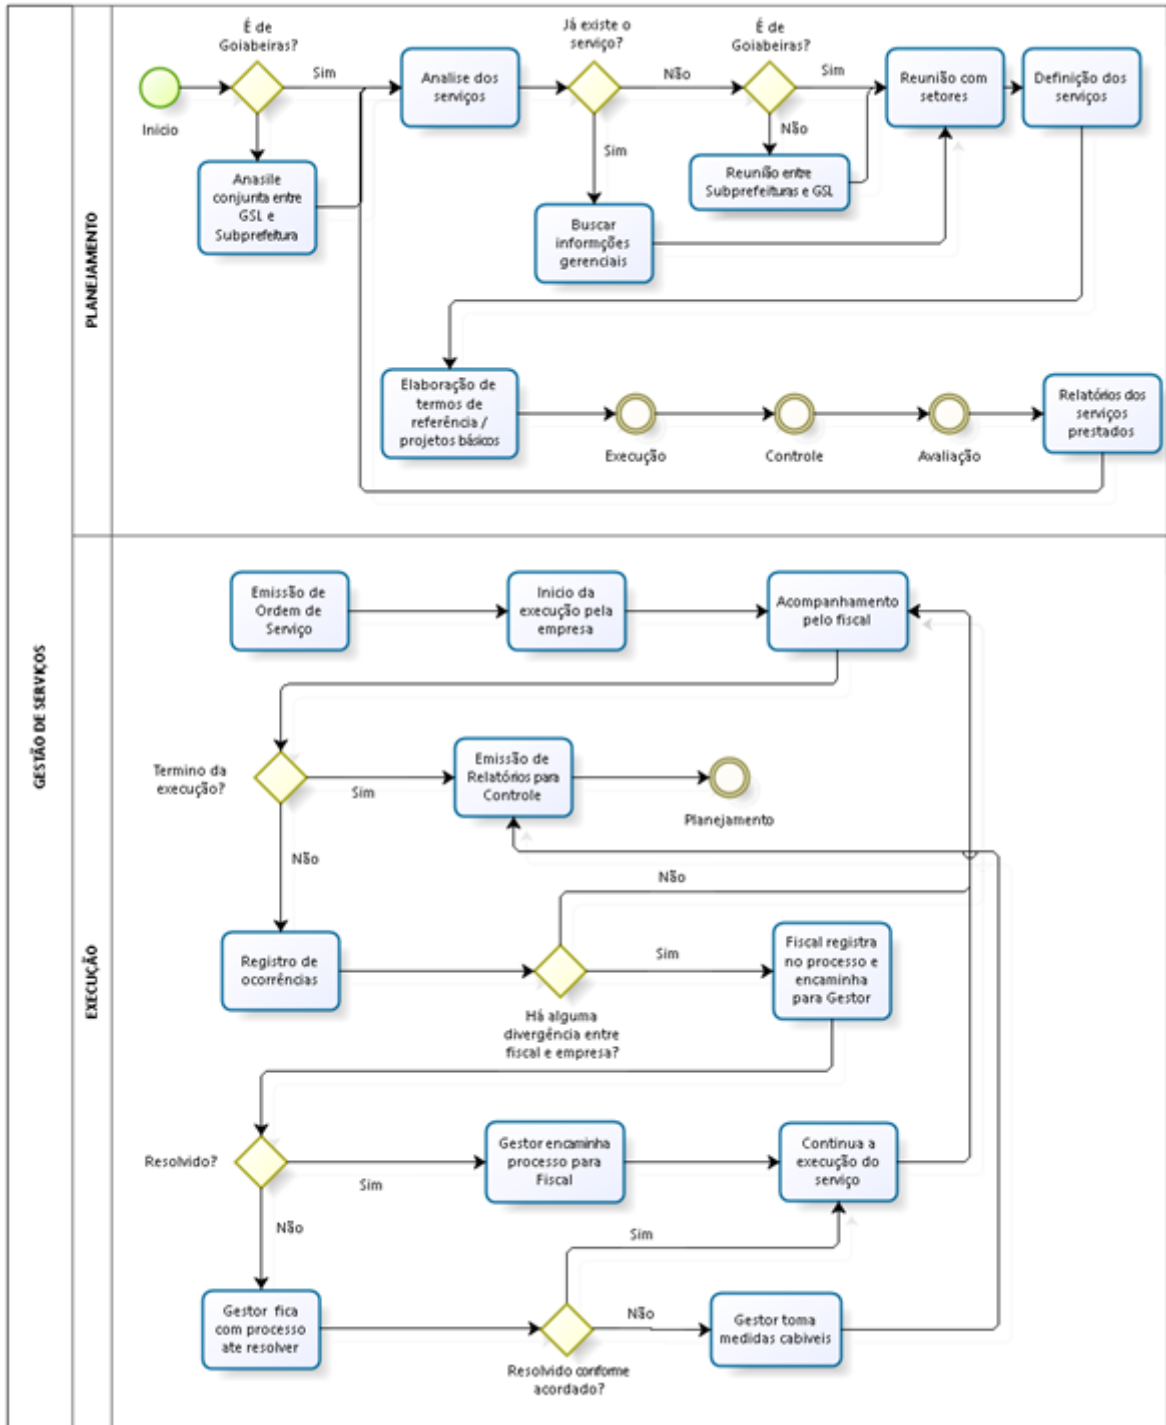 GESTÃO DE SERVIÇOS
PLANEJAMENTO
É de
Goiabeiras?
Já existe o
serviço?
É de
Goiabeiras?
Inicio
Sim
Analise dos
serviços
Não
Sim
Reunião com
setores
Definição dos
serviços
Anasile
conjunta entre
GSL e
Subprefeitura
Sim
Não
Reunião entre
Subprefeituras e GSL
Buscar
informções
gerenciais
Elaboração de
termos de
referência /
projetos básicos
Execução
Controle
Avaliação
Relatórios dos
serviços
prestados
EXECUÇÃO
Emissão de
Ordem de
Serviço
Inicio da
execução pela
empresa
Acompanhamento
pelo fiscal
Termino da
execução?
Sim
Emissão de
Relatórios para
Controle
Planejamento
Não
Não
Registro de
ocorrências
Há alguma
divergência entre
fiscal e empresa?
Sim
Fiscal registra
no processo e
encaminha
para Gestor
Resolvido?
Sim
Gestor encaminha
processo para
Fiscal
Continua a
execução do
serviço
Não
Sim
Gestor fica
com processo
ate resolver
Resolvido conforme
acordado?
Não
Gestor toma
medidas cabiveis